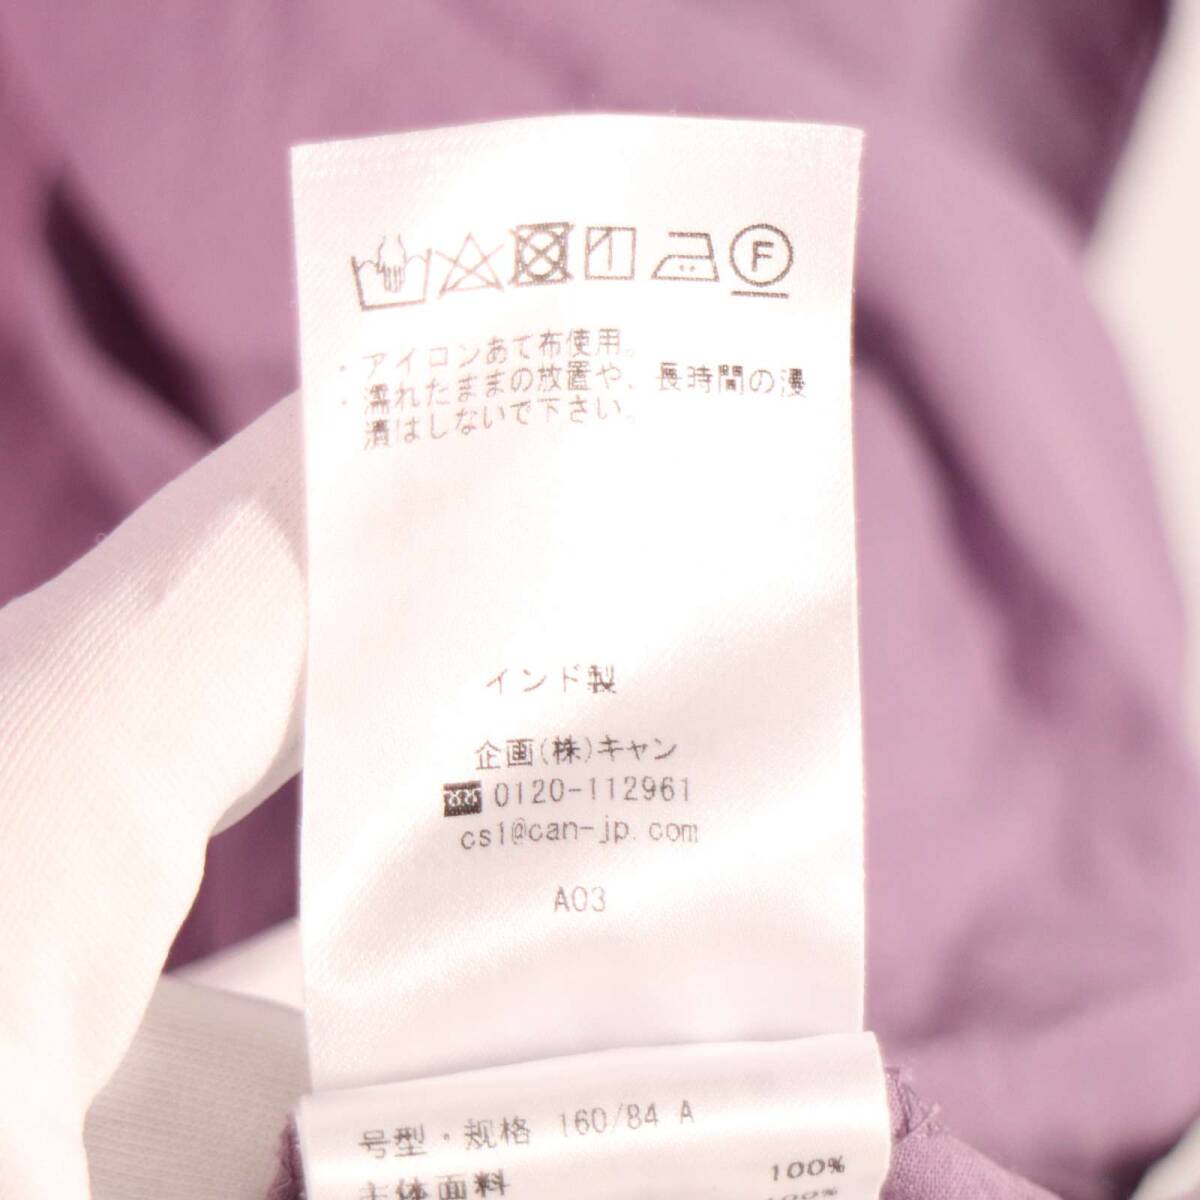 F
・アイロンあて布使用。
・濡れたままの放置や、長時間の浸
漬はしないで下さい。
インド製
企画(株)キャン
0120-112961
cs1@can-jp.com
A03
号型・规格 160/84 A
主体面料 100%
100%